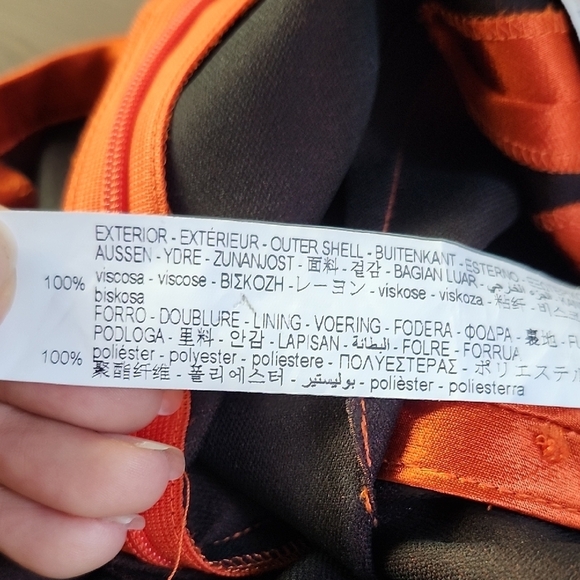 EXTERIOR - EXTÉRIEUR - OUTER SHELL - BUITENKANT - ESTERNO
AUSSEN - YDRE - ZUNANJOST - 面料 - 겉감 - BAGIAN LUAR -
100% viscosa - viscose - ΒΙΣΚΟΖΗ - レーヨン - viskose - viskoza - 粘纤 -
biskosa
FORRO - DOUBLURE - LINING - VOERING - FODERA - ΦΟΔΡΑ - 裏地 -
PODLOGA - 里料 - 안감 - LAPISAN - البطانة - FOLRE - FORRUA
100% poliéster - polyester - poliestere - ΠΟΛΥΕΣΤΕΡΑΣ - ポリエステル
聚酯纤维 - 폴리에스터 - بوليستير - polièster - poliesterra